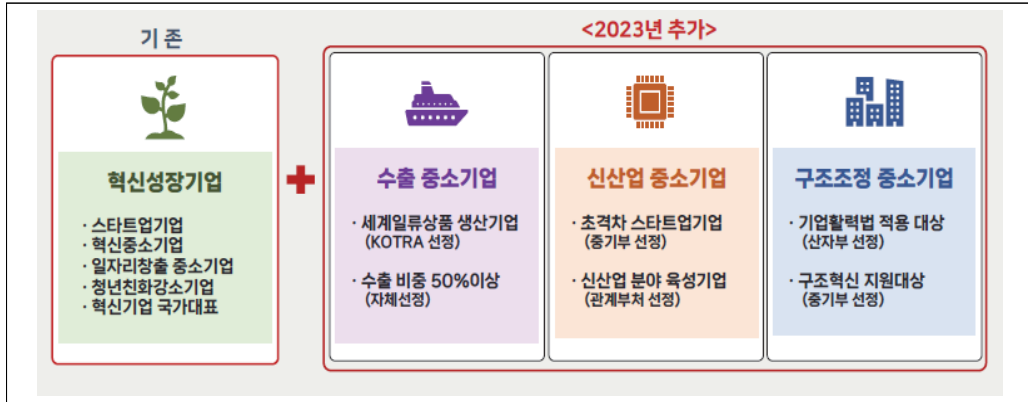 기 존
<2023년 추가>
혁신성장기업
· 스타트업기업
· 혁신중소기업
· 일자리창출 중소기업
· 청년친화강소기업
· 혁신기업 국가대표
수출 중소기업
· 세계일류상품 생산기업
(KOTRA 선정)
· 수출 비중 50%이상
(자체선정)
신산업 중소기업
· 초격차 스타트업기업
(중기부 선정)
· 신산업 분야 육성기업
(관계부처 선정)
구조조정 중소기업
· 기업활력법 적용 대상
(산자부 선정)
· 구조혁신 지원대상
(중기부 선정)